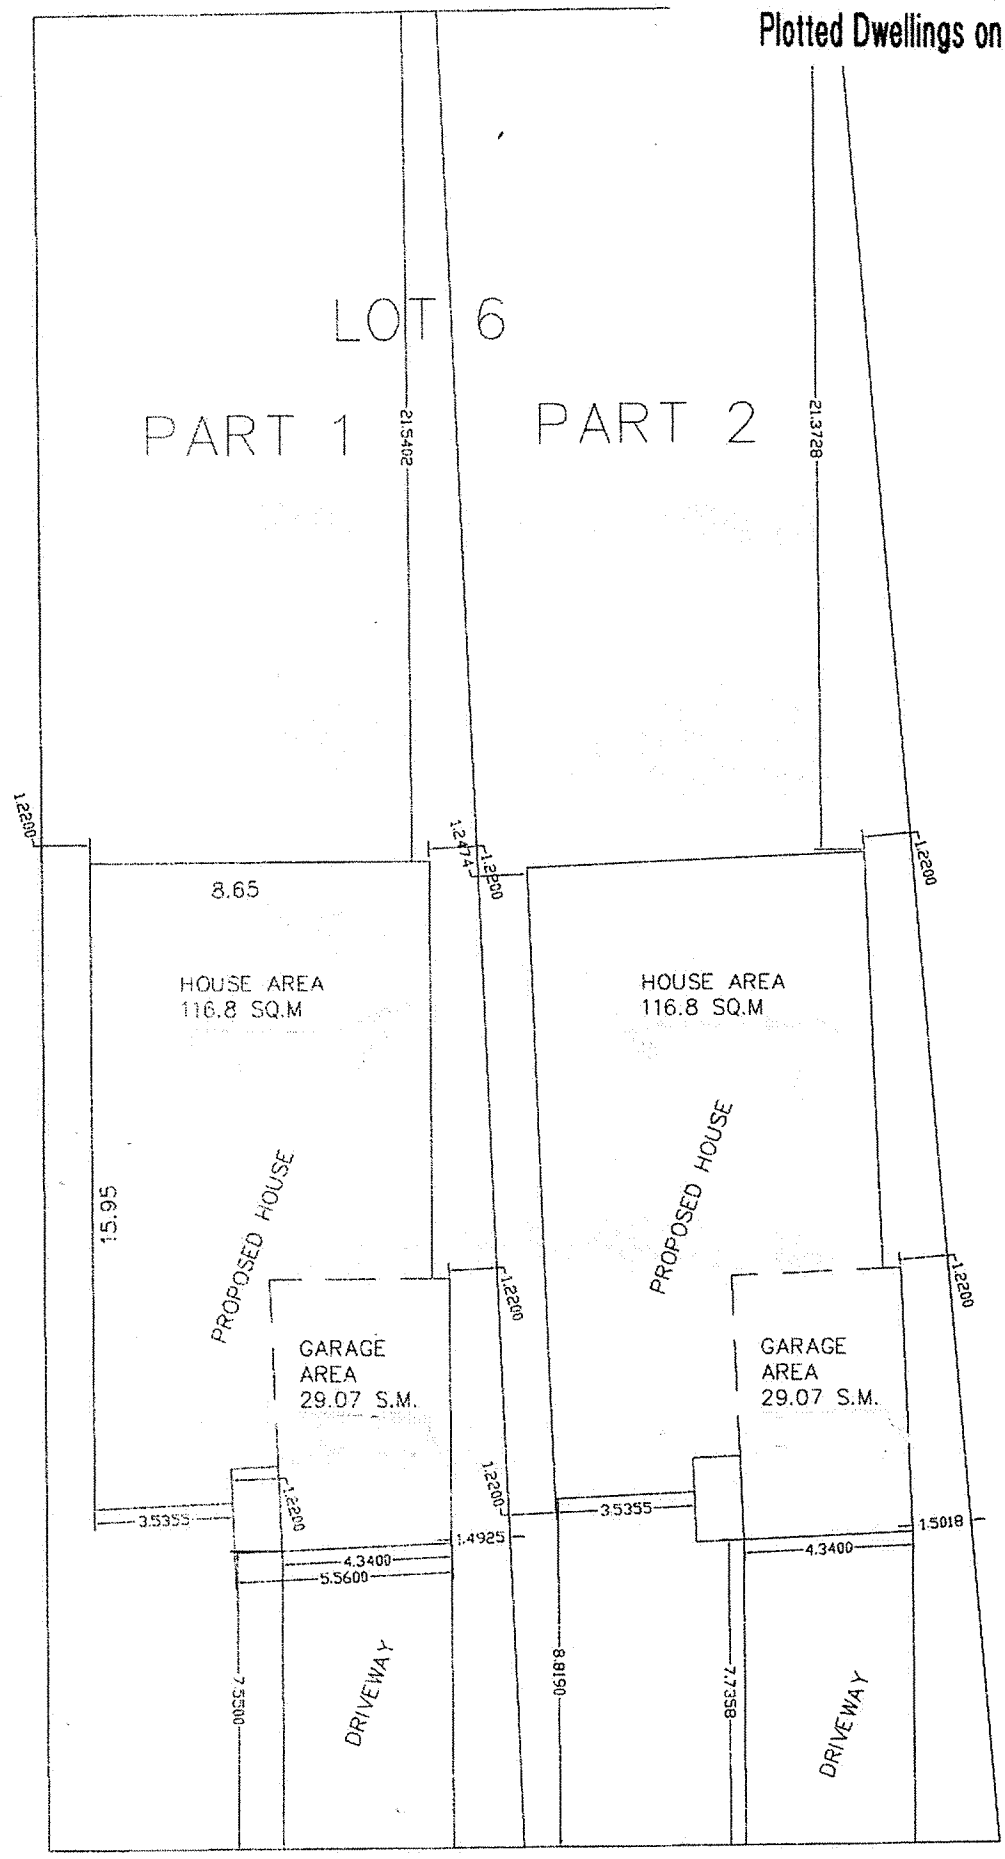 Plotted Dwellings on
LOT 6
PART 1
PART 2
21.5402
21.3728
1.2200
1.2474
1.2200
1.2200
8.65
HOUSE AREA
116.8 SQ.M
HOUSE AREA
116.8 SQ.M
15.95
PROPOSED HOUSE
PROPOSED HOUSE
1.2200
1.2200
GARAGE
AREA
29.07 S.M.
GARAGE
AREA
29.07 S.M.
3.5355
1.2200
1.2200
3.5355
1.4925
1.5018
4.3400
5.5600
4.3400
7.5500
DRIVEWAY
8.8190
7.7358
DRIVEWAY